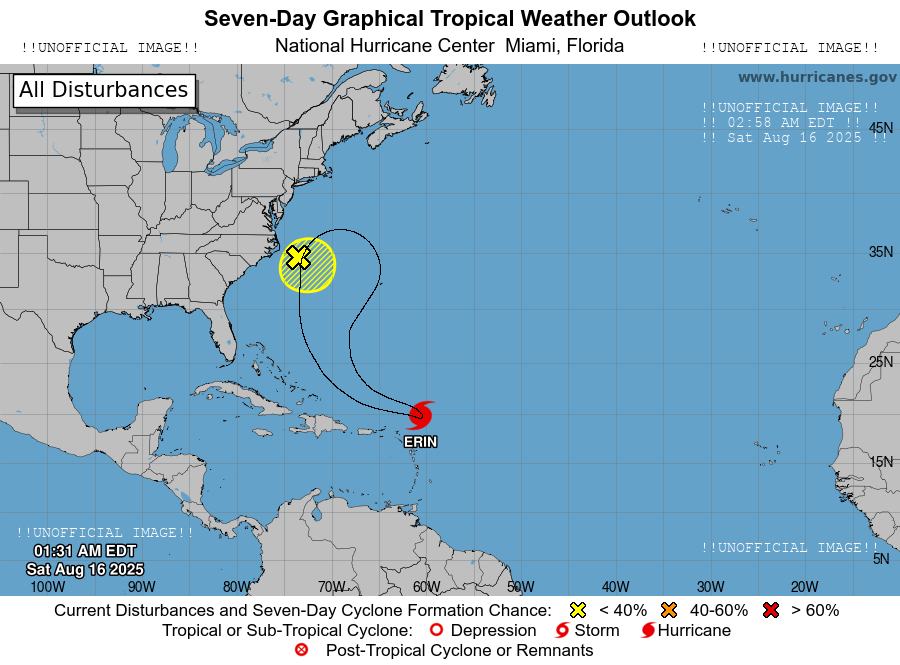 Seven-Day Graphical Tropical Weather Outlook
!!UNOFFICIAL IMAGE!!
National Hurricane Center  Miami, Florida
!!UNOFFICIAL IMAGE!!
All Disturbances
www.hurricanes.gov
!!UNOFFICIAL IMAGE!!
!! 02:58 AM EDT !!
!! Sat Aug 16 2025 !!
45N
35N
25N
ERIN
15N
!!UNOFFICIAL IMAGE!!
01:31 AM EDT
Sat Aug 16 2025
!!UNOFFICIAL IMAGE!!
5N
100W 90W 80W 70W 60W 50W 40W 30W 20W
Current Disturbances and Seven-Day Cyclone Formation Chance: < 40% 40-60% > 60%
Tropical or Sub-Tropical Cyclone: Depression Storm Hurricane
Post-Tropical Cyclone or Remnants